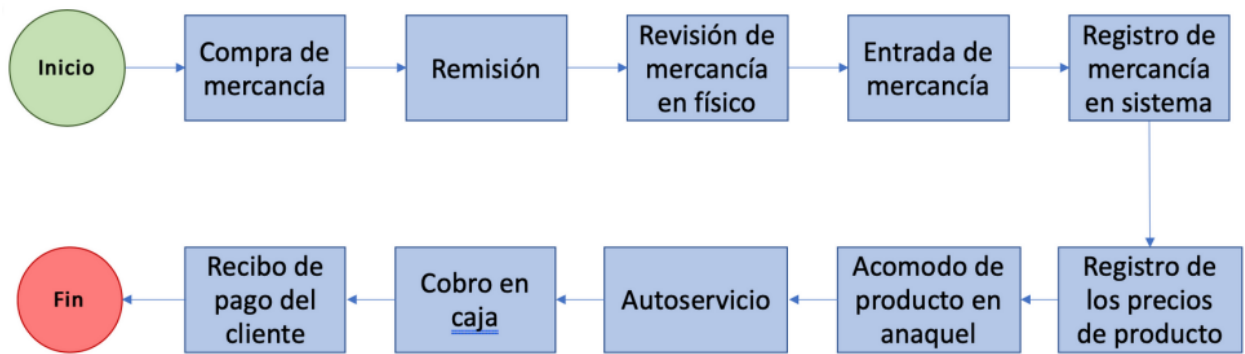 Inicio
Compra de
mercancía
Remisión
Revisión de
mercancía
en físico
Entrada de
mercancía
Registro de
mercancía
en sistema
Fin
Recibo de
pago del
cliente
Cobro en
caja
Autoservicio
Acomodo de
producto en
anaquel
Registro de
los precios
de producto